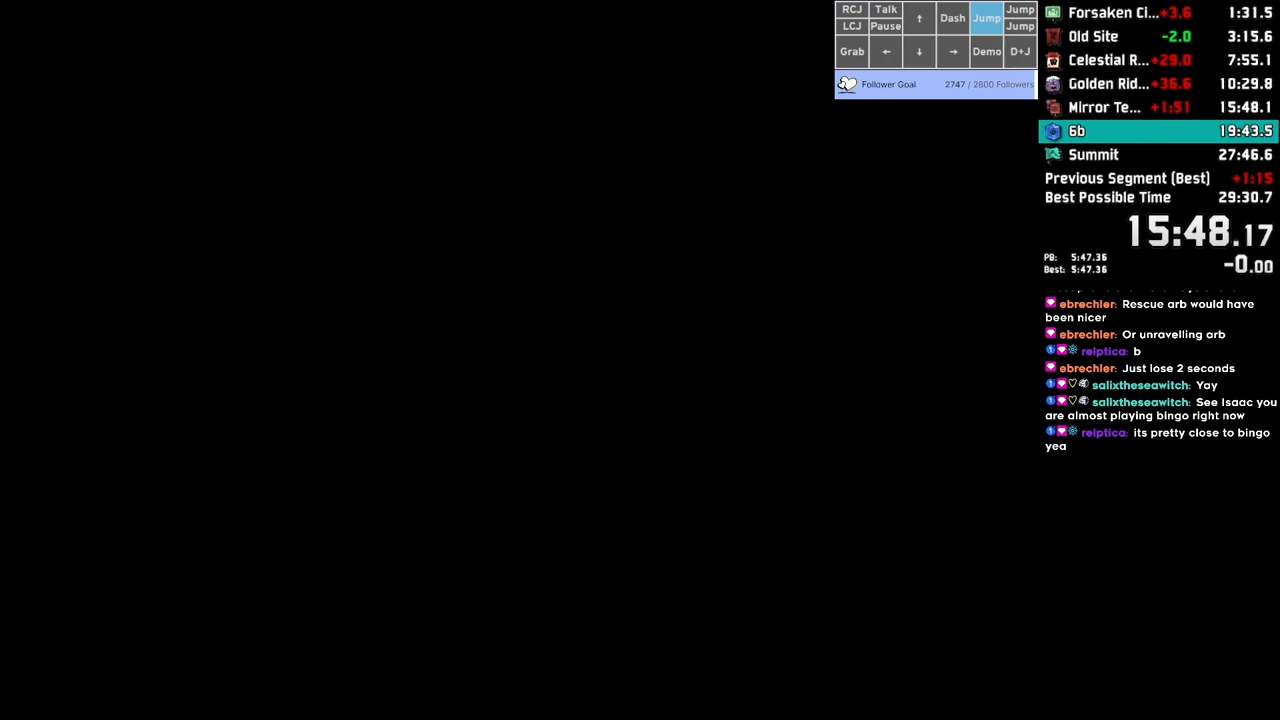 RCJ Talk ↑ Dash Jump Jump
LCJ Pause Jump
Grab ← ↓ → Demo D+J
Follower Goal 2747 / 2800 Followers
Forsaken Ci... +3.6 1:31.5
Old Site -2.0 3:15.6
Celestial R... +29.0 7:55.1
Golden Rid... +36.6 10:29.8
Mirror Te... +1:51 15:48.1
6b 19:43.5
Summit 27:46.6
Previous Segment (Best) +1:15
Best Possible Time 29:30.7
15:48.17
PB: 5:47.36
Best: 5:47.36
-0.00
ebrechler: Rescue arb would have
been nicer
ebrechler: Or unravelling arb
relptica: b
ebrechler: Just lose 2 seconds
salixtheseawitch: Yay
salixtheseawitch: See Isaac you
are almost playing bingo right now
relptica: its pretty close to bingo
yea